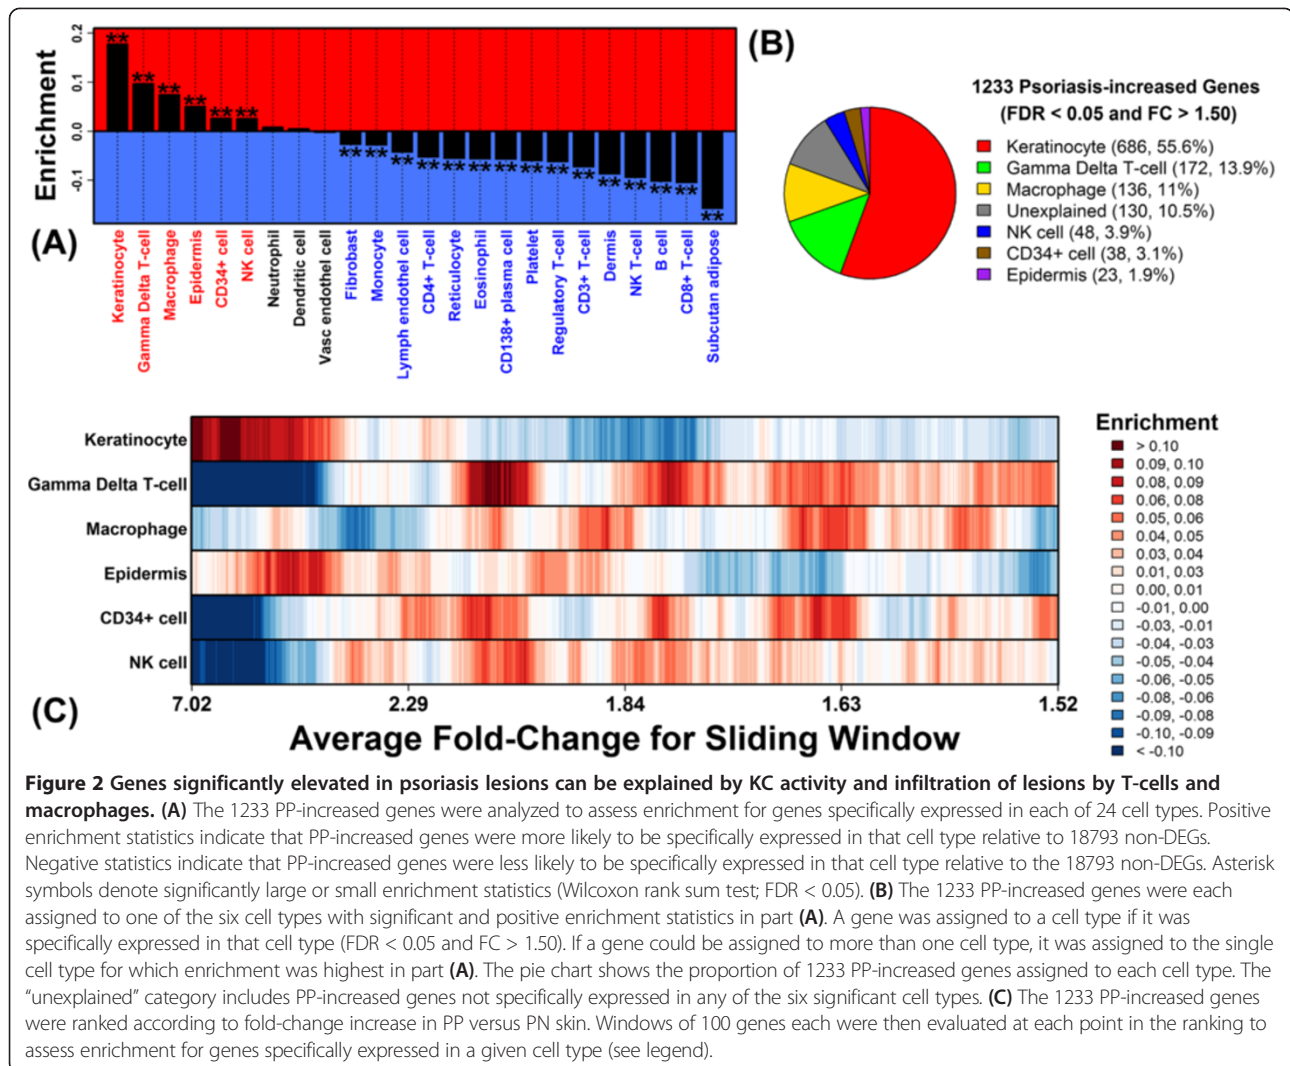 0.2
0.1
0.0
-0.1
Enrichment
** ** ** ** ** ** ** ** ** ** ** ** ** ** ** ** ** ** ** ** **
(A)
Keratinocyte
Gamma Delta T-cell
Macrophage
Epidermis
CD34+ cell
NK cell
Neutrophil
Dendritic cell
Vasc endothel cell
Fibrobast
Monocyte
Lymph endothel cell
CD4+ T-cell
Reticulocyte
Eosinophil
CD138+ plasma cell
Platelet
Regulatory T-cell
CD3+ T-cell
Dermis
NK T-cell
B cell
CD8+ T-cell
Subcutan adipose
(B)
1233 Psoriasis-increased Genes
(FDR < 0.05 and FC > 1.50)
Keratinocyte (686, 55.6%)
Gamma Delta T-cell (172, 13.9%)
Macrophage (136, 11%)
Unexplained (130, 10.5%)
NK cell (48, 3.9%)
CD34+ cell (38, 3.1%)
Epidermis (23, 1.9%)
Keratinocyte
Gamma Delta T-cell
Macrophage
Epidermis
CD34+ cell
NK cell
(C)
7.02 2.29 1.84 1.63 1.52
Average Fold-Change for Sliding Window
Enrichment
> 0.10
0.09, 0.10
0.08, 0.09
0.06, 0.08
0.05, 0.06
0.04, 0.05
0.03, 0.04
0.01, 0.03
0.00, 0.01
-0.01, 0.00
-0.03, -0.01
-0.04, -0.03
-0.05, -0.04
-0.06, -0.05
-0.08, -0.06
-0.09, -0.08
-0.10, -0.09
< -0.10
Figure 2 Genes significantly elevated in psoriasis lesions can be explained by KC activity and infiltration of lesions by T-cells and
macrophages. (A) The 1233 PP-increased genes were analyzed to assess enrichment for genes specifically expressed in each of 24 cell types. Positive
enrichment statistics indicate that PP-increased genes were more likely to be specifically expressed in that cell type relative to 18793 non-DEGs.
Negative statistics indicate that PP-increased genes were less likely to be specifically expressed in that cell type relative to the 18793 non-DEGs. Asterisk
symbols denote significantly large or small enrichment statistics (Wilcoxon rank sum test; FDR < 0.05). (B) The 1233 PP-increased genes were each
assigned to one of the six cell types with significant and positive enrichment statistics in part (A). A gene was assigned to a cell type if it was
specifically expressed in that cell type (FDR < 0.05 and FC > 1.50). If a gene could be assigned to more than one cell type, it was assigned to the single
cell type for which enrichment was highest in part (A). The pie chart shows the proportion of 1233 PP-increased genes assigned to each cell type. The
“unexplained” category includes PP-increased genes not specifically expressed in any of the six significant cell types. (C) The 1233 PP-increased genes
were ranked according to fold-change increase in PP versus PN skin. Windows of 100 genes each were then evaluated at each point in the ranking to
assess enrichment for genes specifically expressed in a given cell type (see legend).